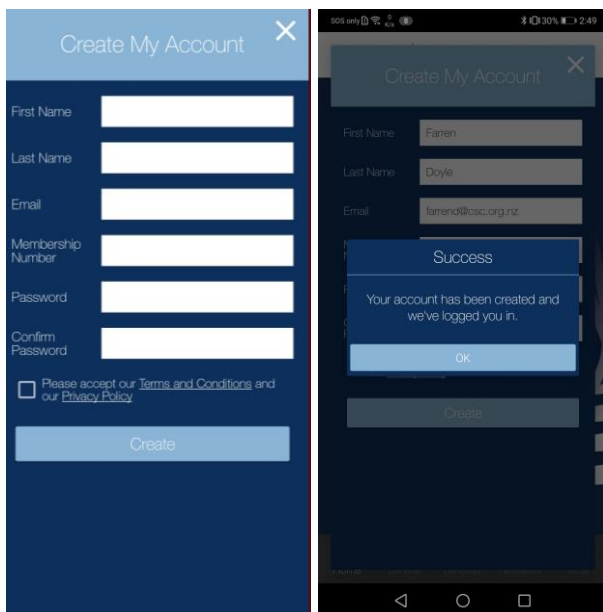 Create My Account
First Name
Last Name
Email
Membership
Number
Password
Confirm
Password
Please accept our Terms and Conditions and
our Privacy Policy
Create
SOS only
30% 2:49
Create My Account
First Name Farren
Last Name Doyle
Email farrend@csc.org.nz
Success
Your account has been created and
we've logged you in.
OK
Create
Home